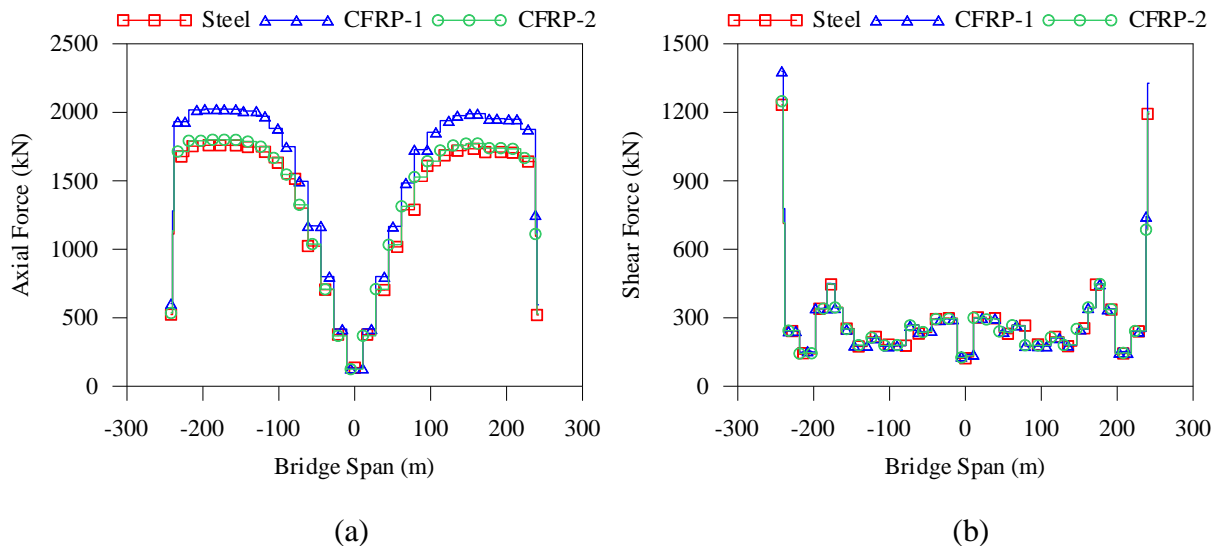 Steel CFRP-1 CFRP-2
2500
2000
1500
1000
500
0
Axial Force (kN)
-300 -200 -100 0 100 200 300
Bridge Span (m)
(a)
Steel CFRP-1 CFRP-2
1500
1200
900
600
300
0
Shear Force (kN)
-300 -200 -100 0 100 200 300
Bridge Span (m)
(b)